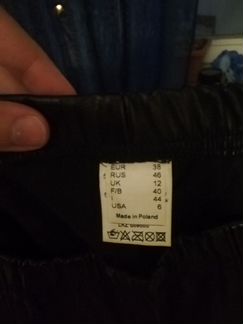 EUR 38
RUS 46
UK 12
F/B 40
I 44
USA 6
Made in Poland